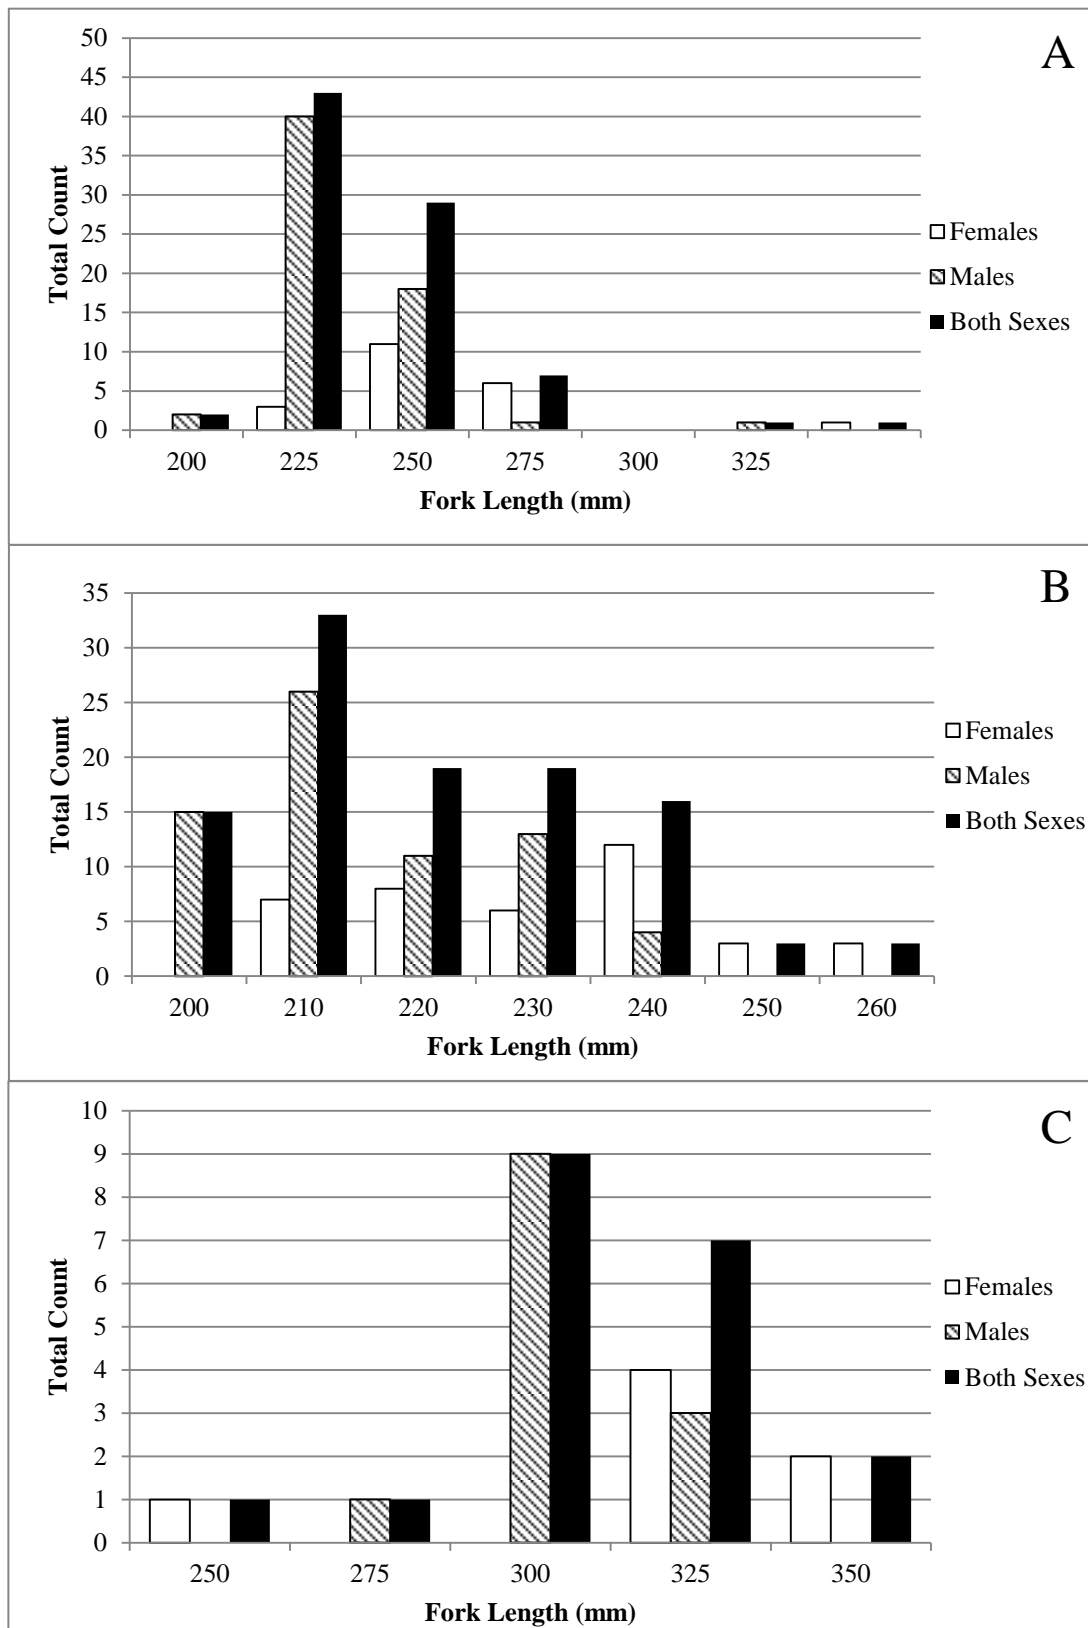 A
50
45
40
35
30
25
20
15
10
5
0
Total Count
200 225 250 275 300 325
Fork Length (mm)
Females
Males
Both Sexes
B
35
30
25
20
15
10
5
0
Total Count
200 210 220 230 240 250 260
Fork Length (mm)
Females
Males
Both Sexes
C
10
9
8
7
6
5
4
3
2
1
0
Total Count
250 275 300 325 350
Fork Length (mm)
Females
Males
Both Sexes